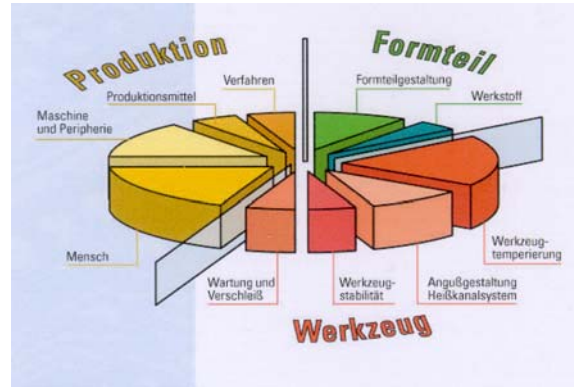 Produktion
Formteil
Verfahren
Formteilgestaltung
Produktionsmittel
Werkstoff
Maschine
und Peripherie
Mensch
Werkzeug-
temperierung
Wartung und
Verschleiß
Werkzeug-
stabilität
Angußgestaltung
Heißkanalsystem
Werkzeug